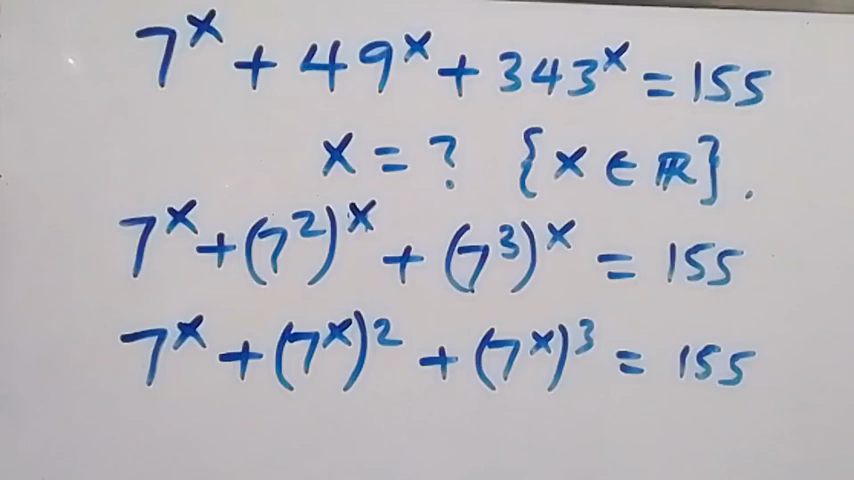 7^x + 49^x + 343^x = 155
x = ? {x ∈ ℝ}.
7^x + (7^2)^x + (7^3)^x = 155
7^x + (7^x)^2 + (7^x)^3 = 155